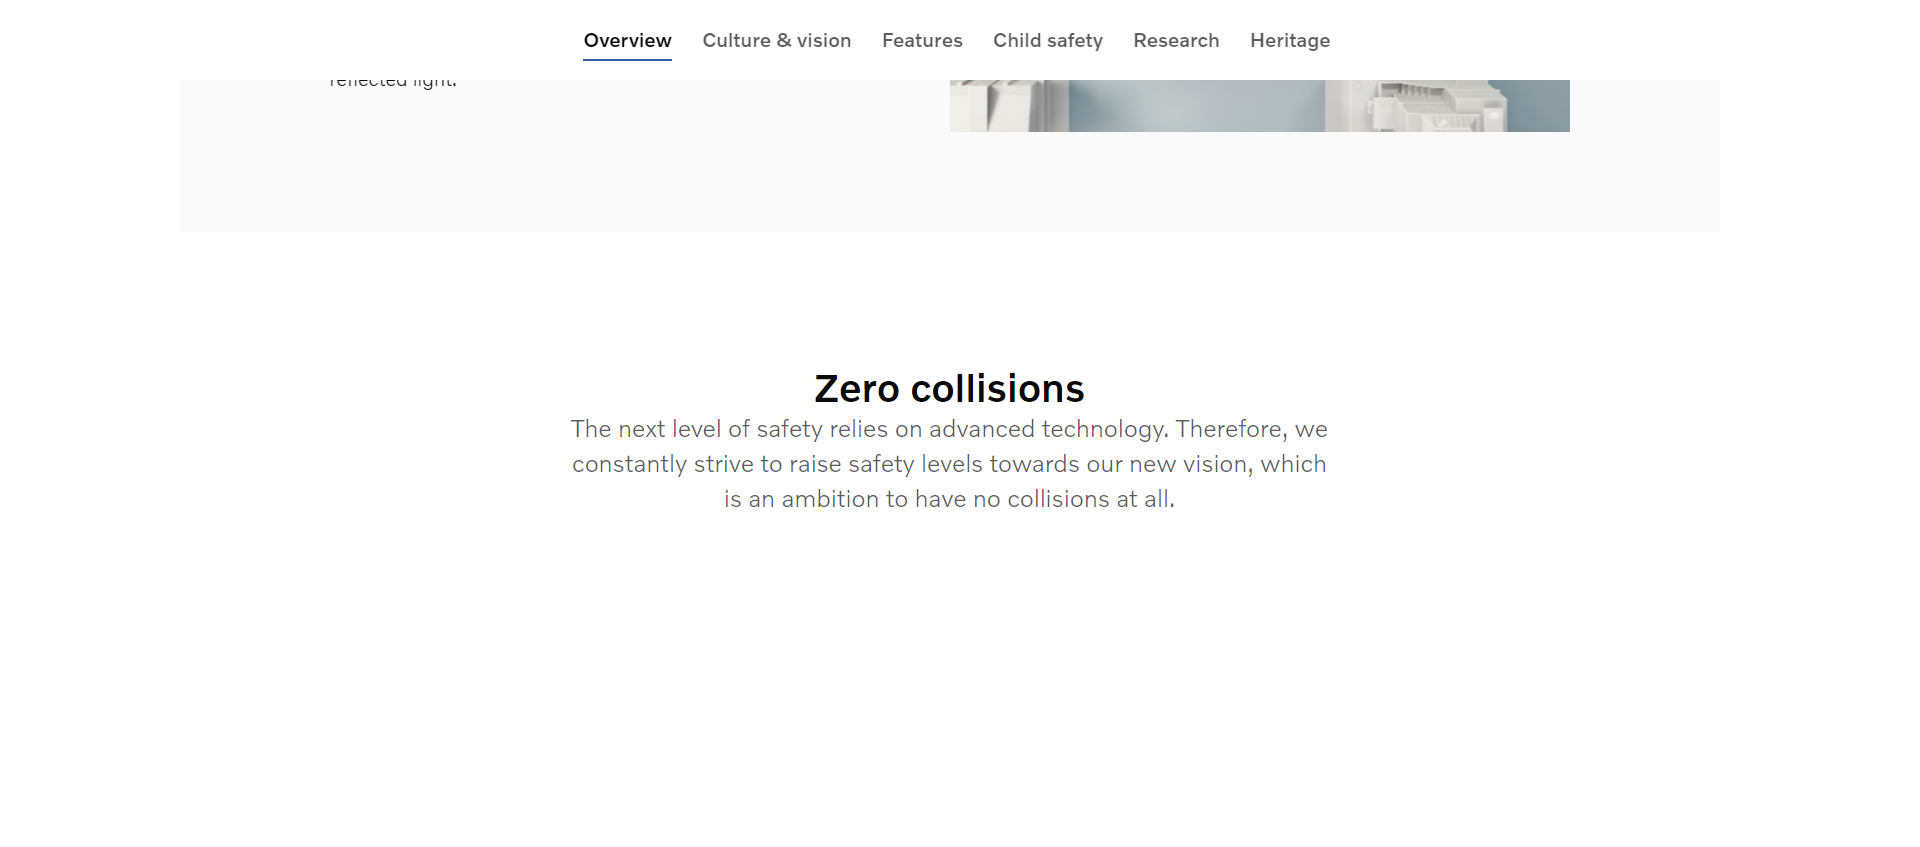 Overview Culture & vision Features Child safety Research Heritage
reflected light.
Zero collisions
The next level of safety relies on advanced technology. Therefore, we
constantly strive to raise safety levels towards our new vision, which
is an ambition to have no collisions at all.